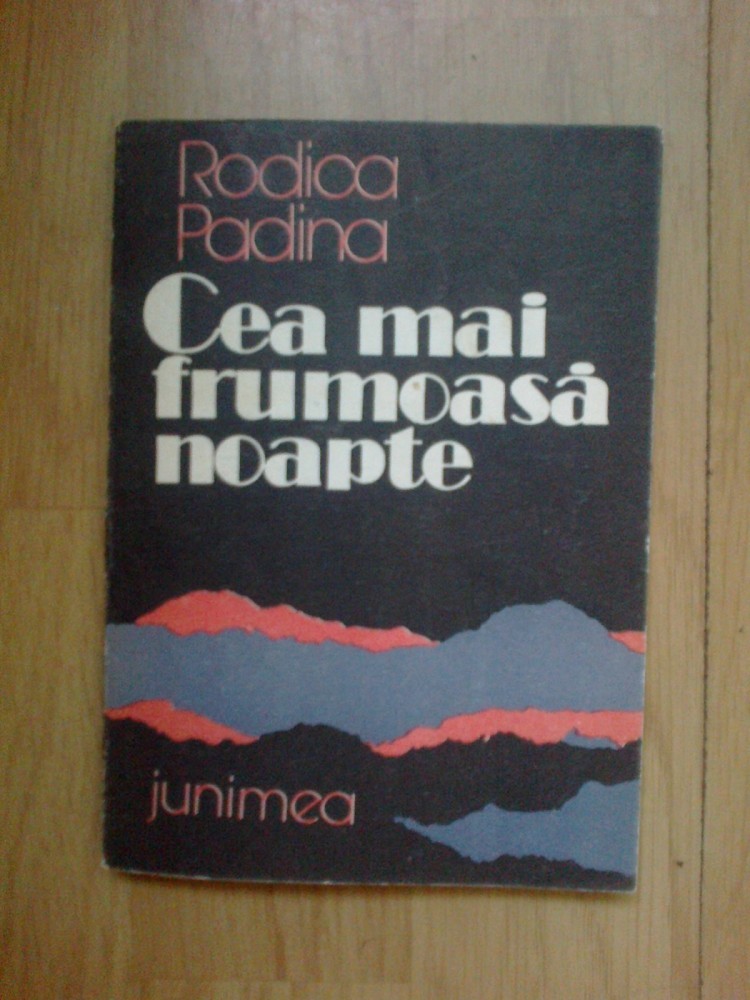 Rodica
Padina
Cea mai
frumoasă
noapte
junimea